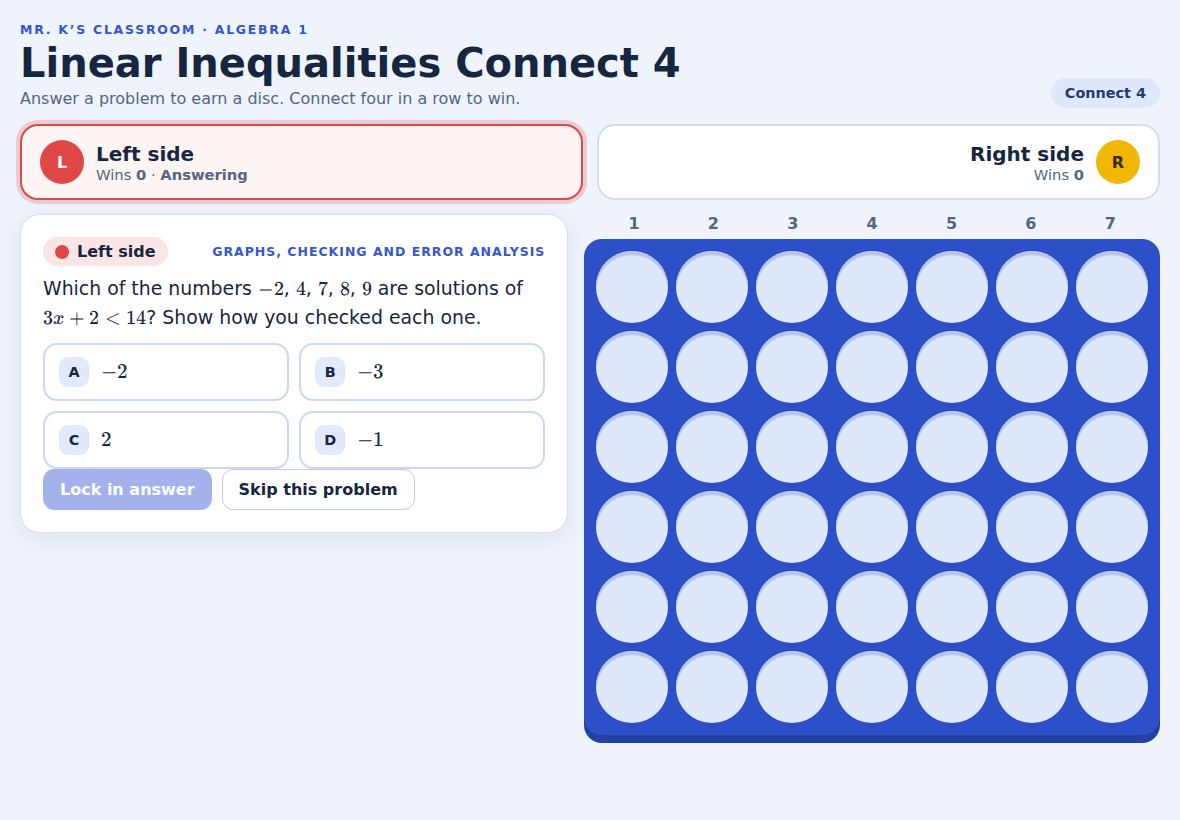 MR. K’S CLASSROOM · ALGEBRA 1
Linear Inequalities Connect 4
Answer a problem to earn a disc. Connect four in a row to win.
Connect 4
L
Left side
Wins 0 · Answering
Right side
Wins 0
R
Left side
GRAPHS, CHECKING AND ERROR ANALYSIS
Which of the numbers −2, 4, 7, 8, 9 are solutions of
3x + 2 < 14? Show how you checked each one.
A −2
B −3
C 2
D −1
Lock in answer
Skip this problem
1 2 3 4 5 6 7